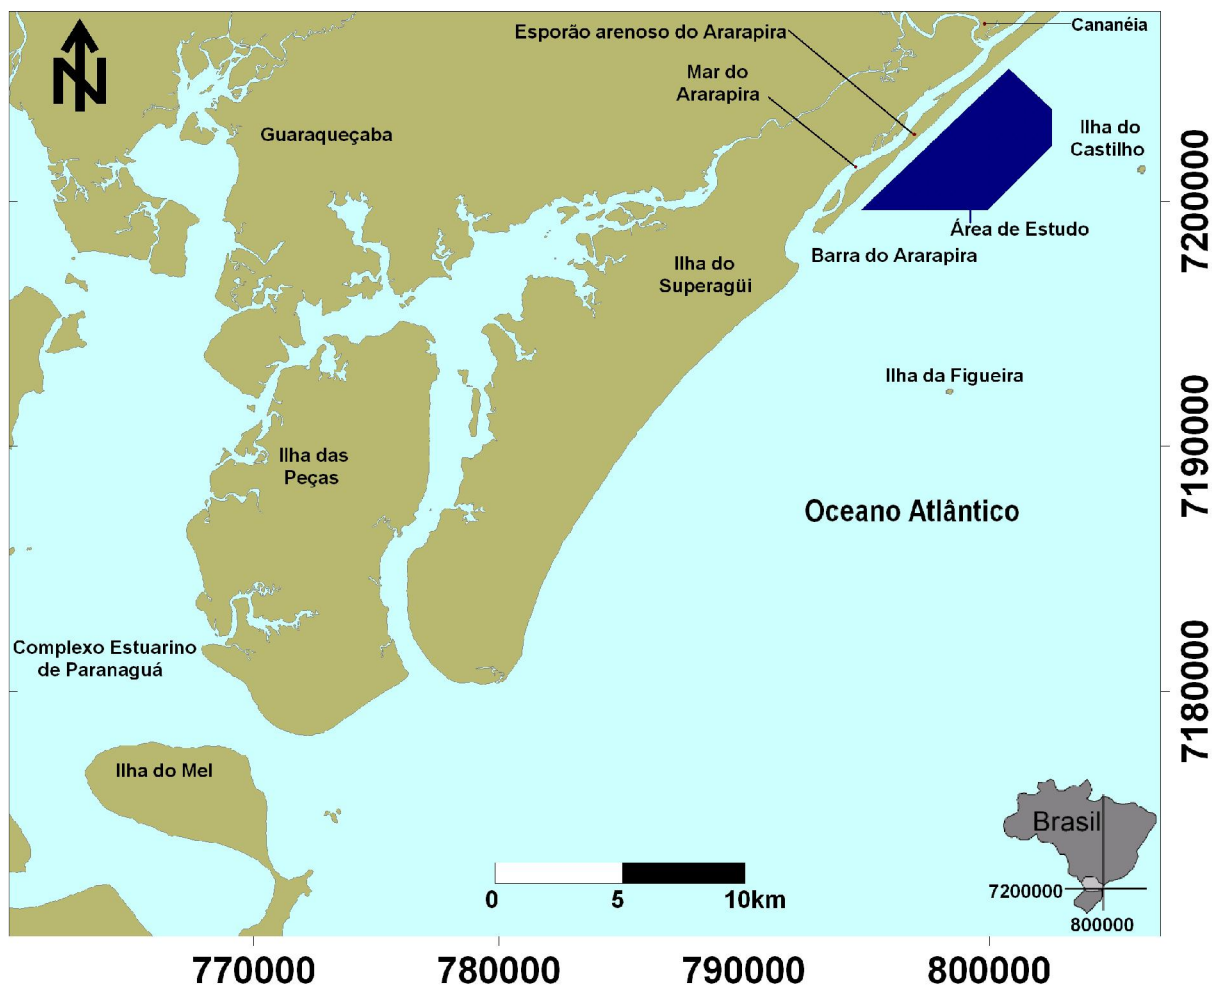 N
Esporão arenoso do Ararapira
Cananéia
Mar do
Ararapira
Guaraqueçaba
Ilha do
Castilho
7200000
Área de Estudo
Barra do Ararapira
Ilha do
Superagüi
Ilha da Figueira
Ilha das
Peças
7190000
Oceano Atlântico
Complexo Estuarino
de Paranaguá
7180000
Ilha do Mel
Brasil
7200000
800000
0
5
10km
770000
780000
790000
800000